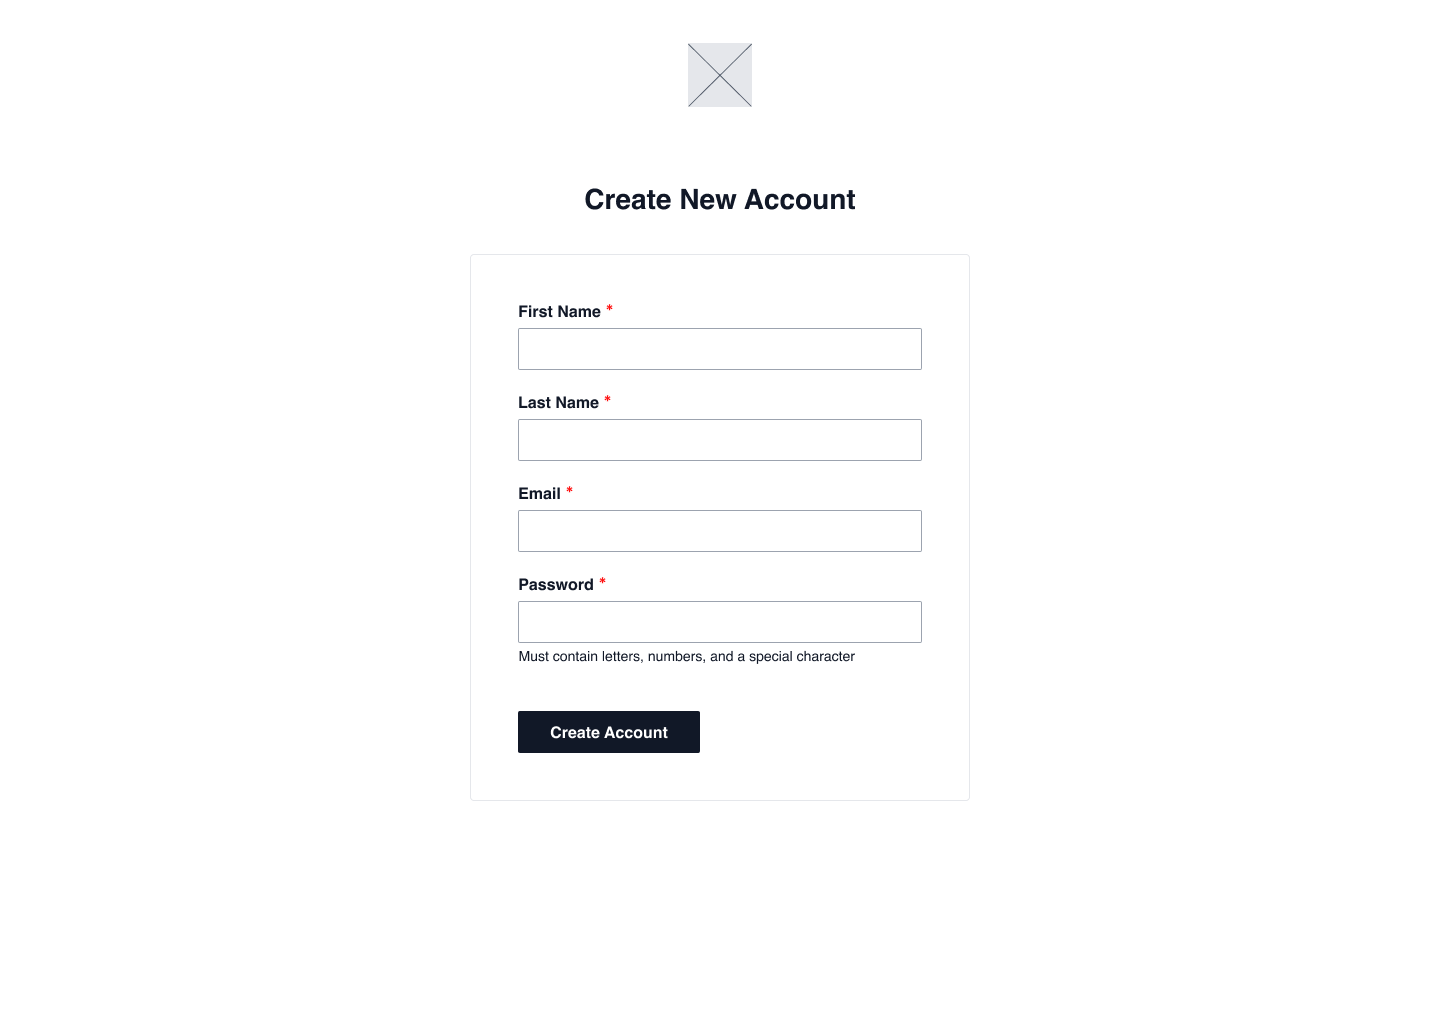 Create New Account
First Name *
Last Name *
Email *
Password *
Must contain letters, numbers, and a special character
Create Account